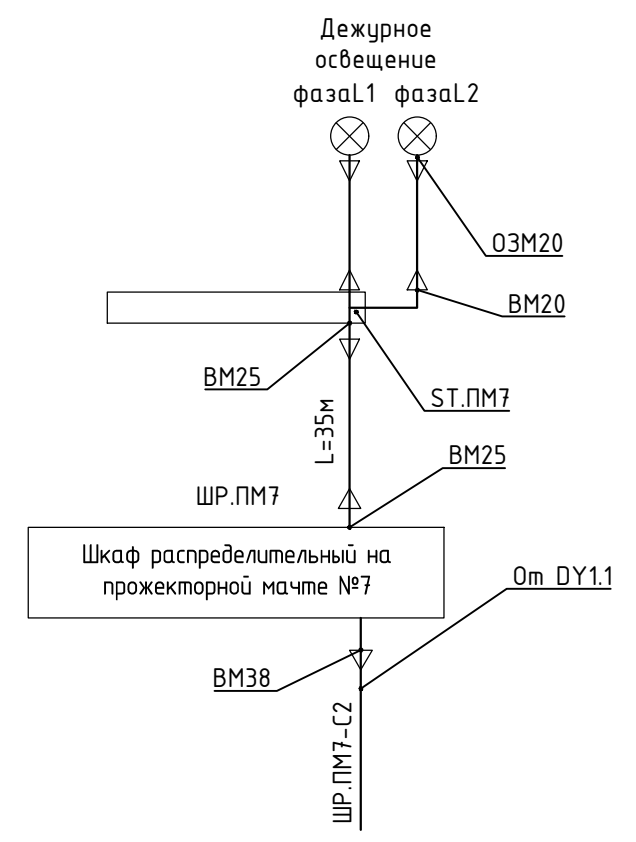 Дежурное
освещение
фазаL1 фазаL2
ОЗМ20
ВМ20
ВМ25
ST.ПМ7
L=35м
ВМ25
ШР.ПМ7
Шкаф распределительный на
прожекторной мачте №7
От DY1.1
ВМ38
ШР.ПМ7-С2